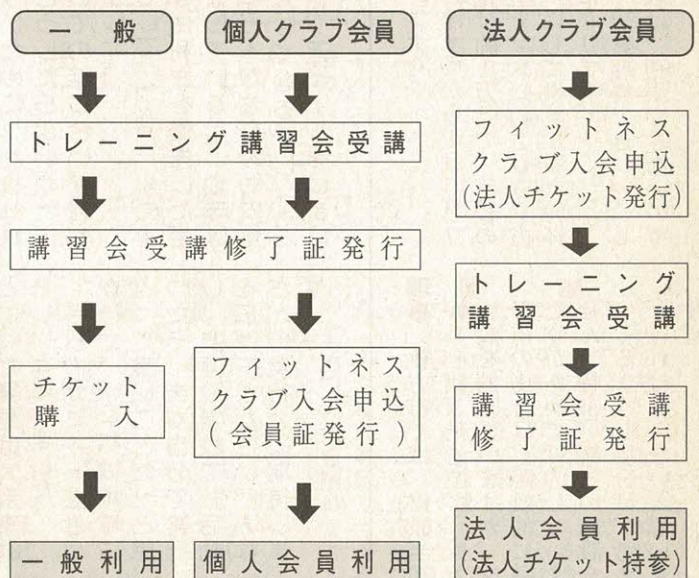 一般
個人クラブ会員
法人クラブ会員
トレーニング講習会受講
講習会受講修了証発行
チケット
購入
フィットネス
クラブ入会申込
(会員証発行)
一般利用
個人会員利用
フィットネス
クラブ入会申込
(法人チケット発行)
トレーニング
講習会受講
講習会受講
修了証発行
法人会員利用
(法人チケット持参)